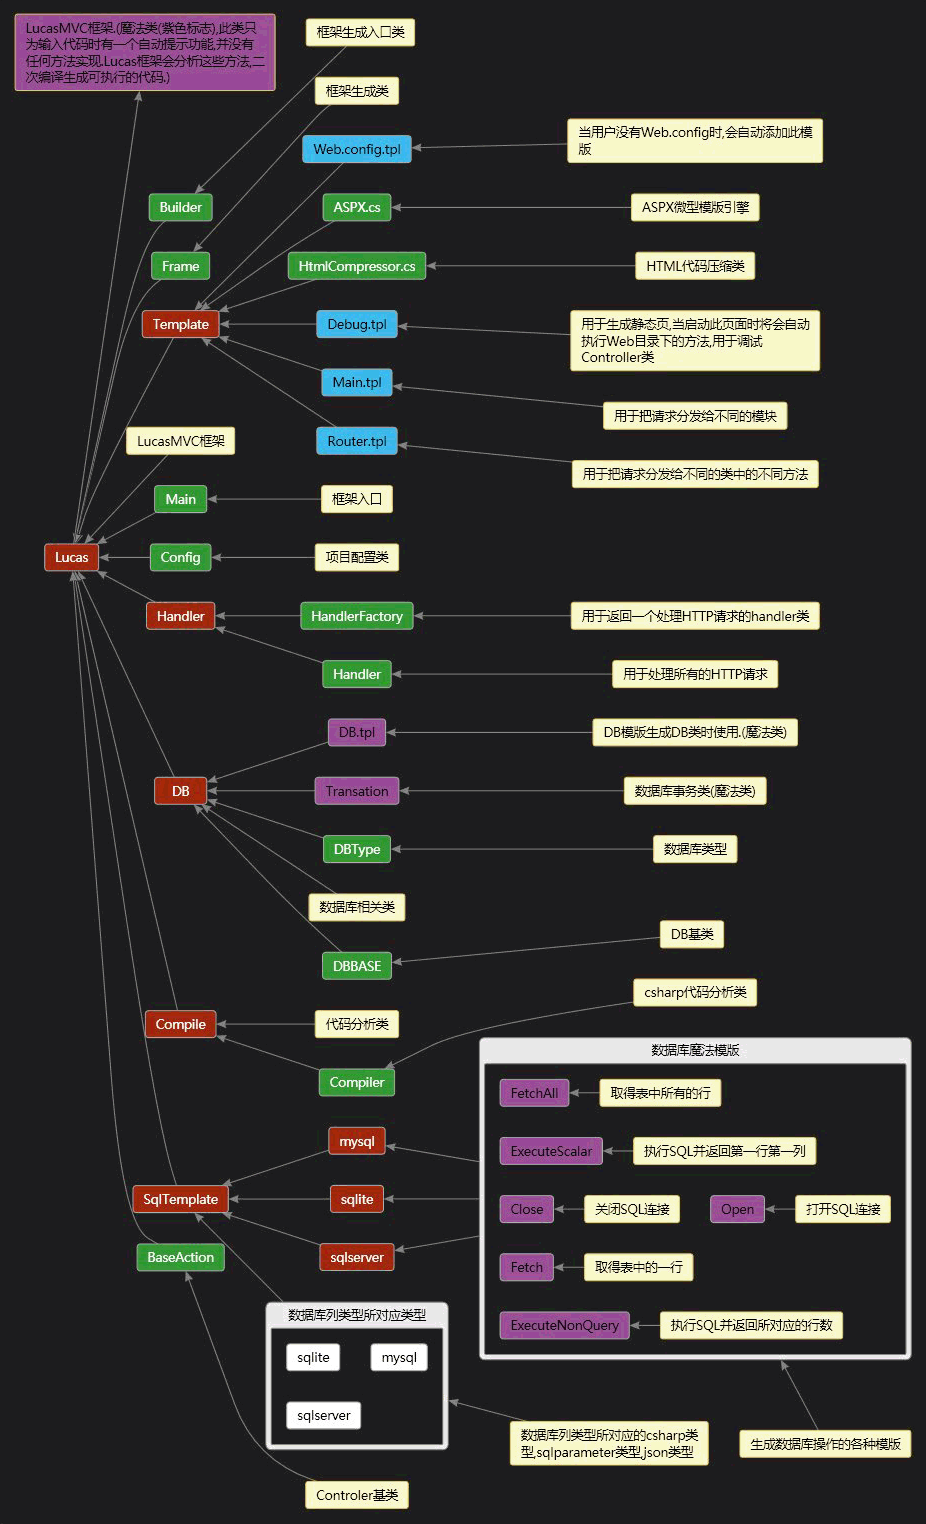 LucasMVC框架.(魔法类(紫色标志),此类只
为输入代码时有一个自动提示功能,并没有
任何方法实现.Lucas框架会分析这些方法,二
次编译生成可执行的代码.)
框架生成入口类
框架生成类
Web.config.tpl
当用户没有Web.config时,会自动添加此模
版
Builder
ASPX.cs
ASPX微型模版引擎
Frame
HtmlCompressor.cs
HTML代码压缩类
Template
Debug.tpl
用于生成静态页,当启动此页面时将会自动
执行Web目录下的方法,用于调试
Controller类
Main.tpl
用于把请求分发给不同的模块
LucasMVC框架
Router.tpl
用于把请求分发给不同的类中的不同方法
Main
框架入口
Lucas
Config
项目配置类
Handler
HandlerFactory
用于返回一个处理HTTP请求的handler类
Handler
用于处理所有的HTTP请求
DB.tpl
DB模版生成DB类时使用.(魔法类)
DB
Transation
数据库事务类(魔法类)
DBType
数据库类型
数据库相关类
DBBASE
DB基类
csharp代码分析类
Compile
代码分析类
Compiler
数据库魔法模版
FetchAll
取得表中所有的行
mysql
ExecuteScalar
执行SQL并返回第一行第一列
SqlTemplate
sqlite
Close
关闭SQL连接
Open
打开SQL连接
BaseAction
sqlserver
Fetch
取得表中的一行
数据库列类型所对应类型
ExecuteNonQuery
执行SQL并返回所对应的行数
sqlite
mysql
sqlserver
数据库列类型所对应的csharp类
型,sqlparameter类型,json类型
生成数据库操作的各种模版
Controler基类